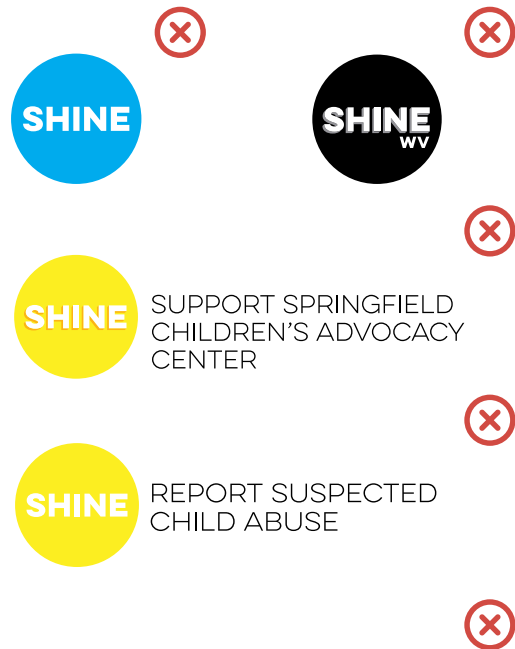 SHINE
SHINE
WV
SHINE
SUPPORT SPRINGFIELD
CHILDREN’S ADVOCACY
CENTER
SHINE
REPORT SUSPECTED
CHILD ABUSE